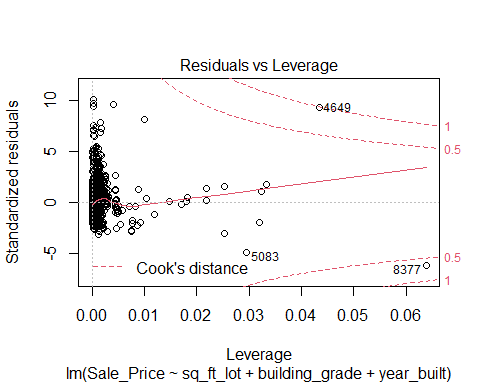 Residuals vs Leverage
Standardized residuals
10
5
0
-5
4649
1
0.5
0.5
1
5083
8377
Cook's distance
0.00 0.01 0.02 0.03 0.04 0.05 0.06
Leverage
lm(Sale_Price ~ sq_ft_lot + building_grade + year_built)